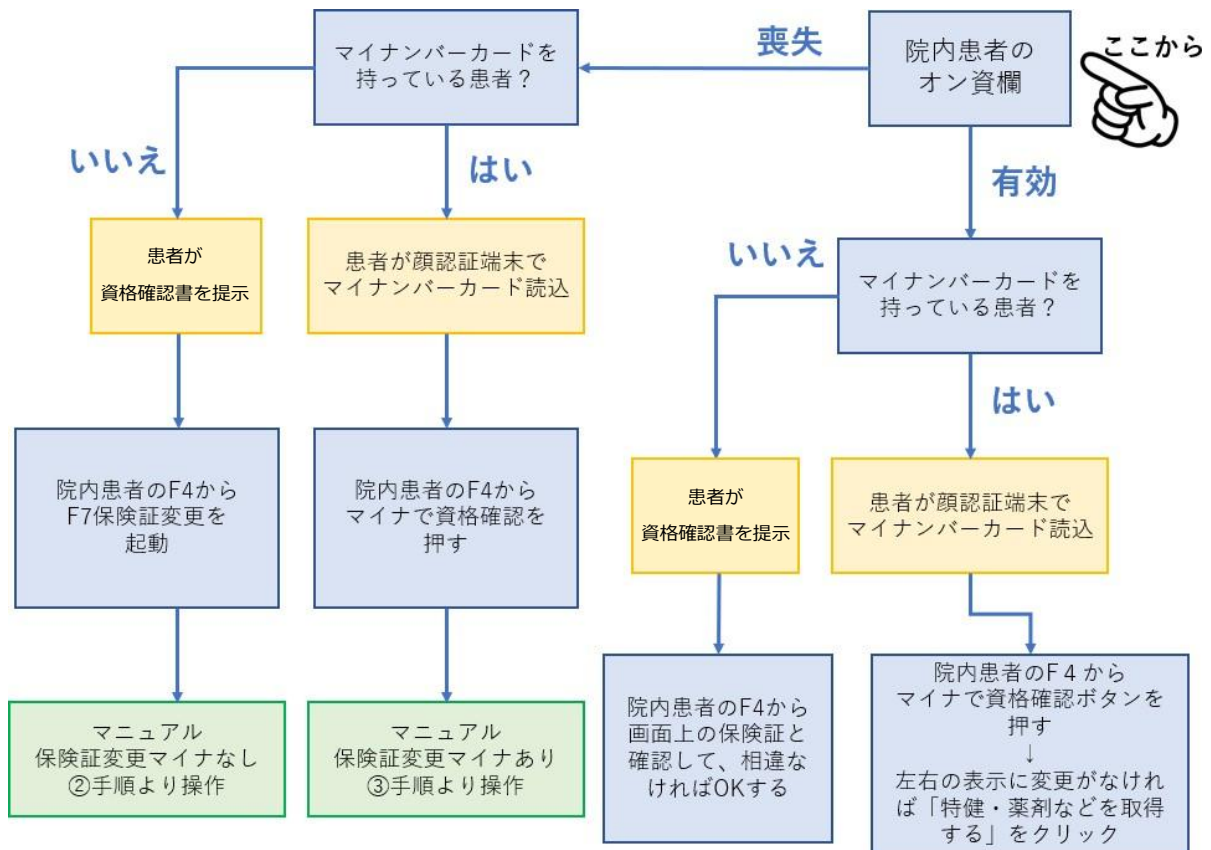 ここから
院内患者の
オン資欄
喪失
マイナンバーカードを
持っている患者？
いいえ
はい
患者が
資格確認書を提示
患者が顔認証端末で
マイナンバーカード読込
院内患者のF4から
F7保険証変更を
起動
院内患者のF4から
マイナで資格確認を
押す
マニュアル
保険証変更マイナなし
②手順より操作
マニュアル
保険証変更マイナあり
③手順より操作
有効
マイナンバーカードを
持っている患者？
いいえ
はい
患者が
資格確認書を提示
患者が顔認証端末で
マイナンバーカード読込
院内患者のF4から
画面上の保険証と
確認して、相違な
ければOKする
院内患者のF４から
マイナで資格確認ボタンを
押す
↓
左右の表示に変更がなけれ
ば「特健・薬剤などを取得
する」をクリック